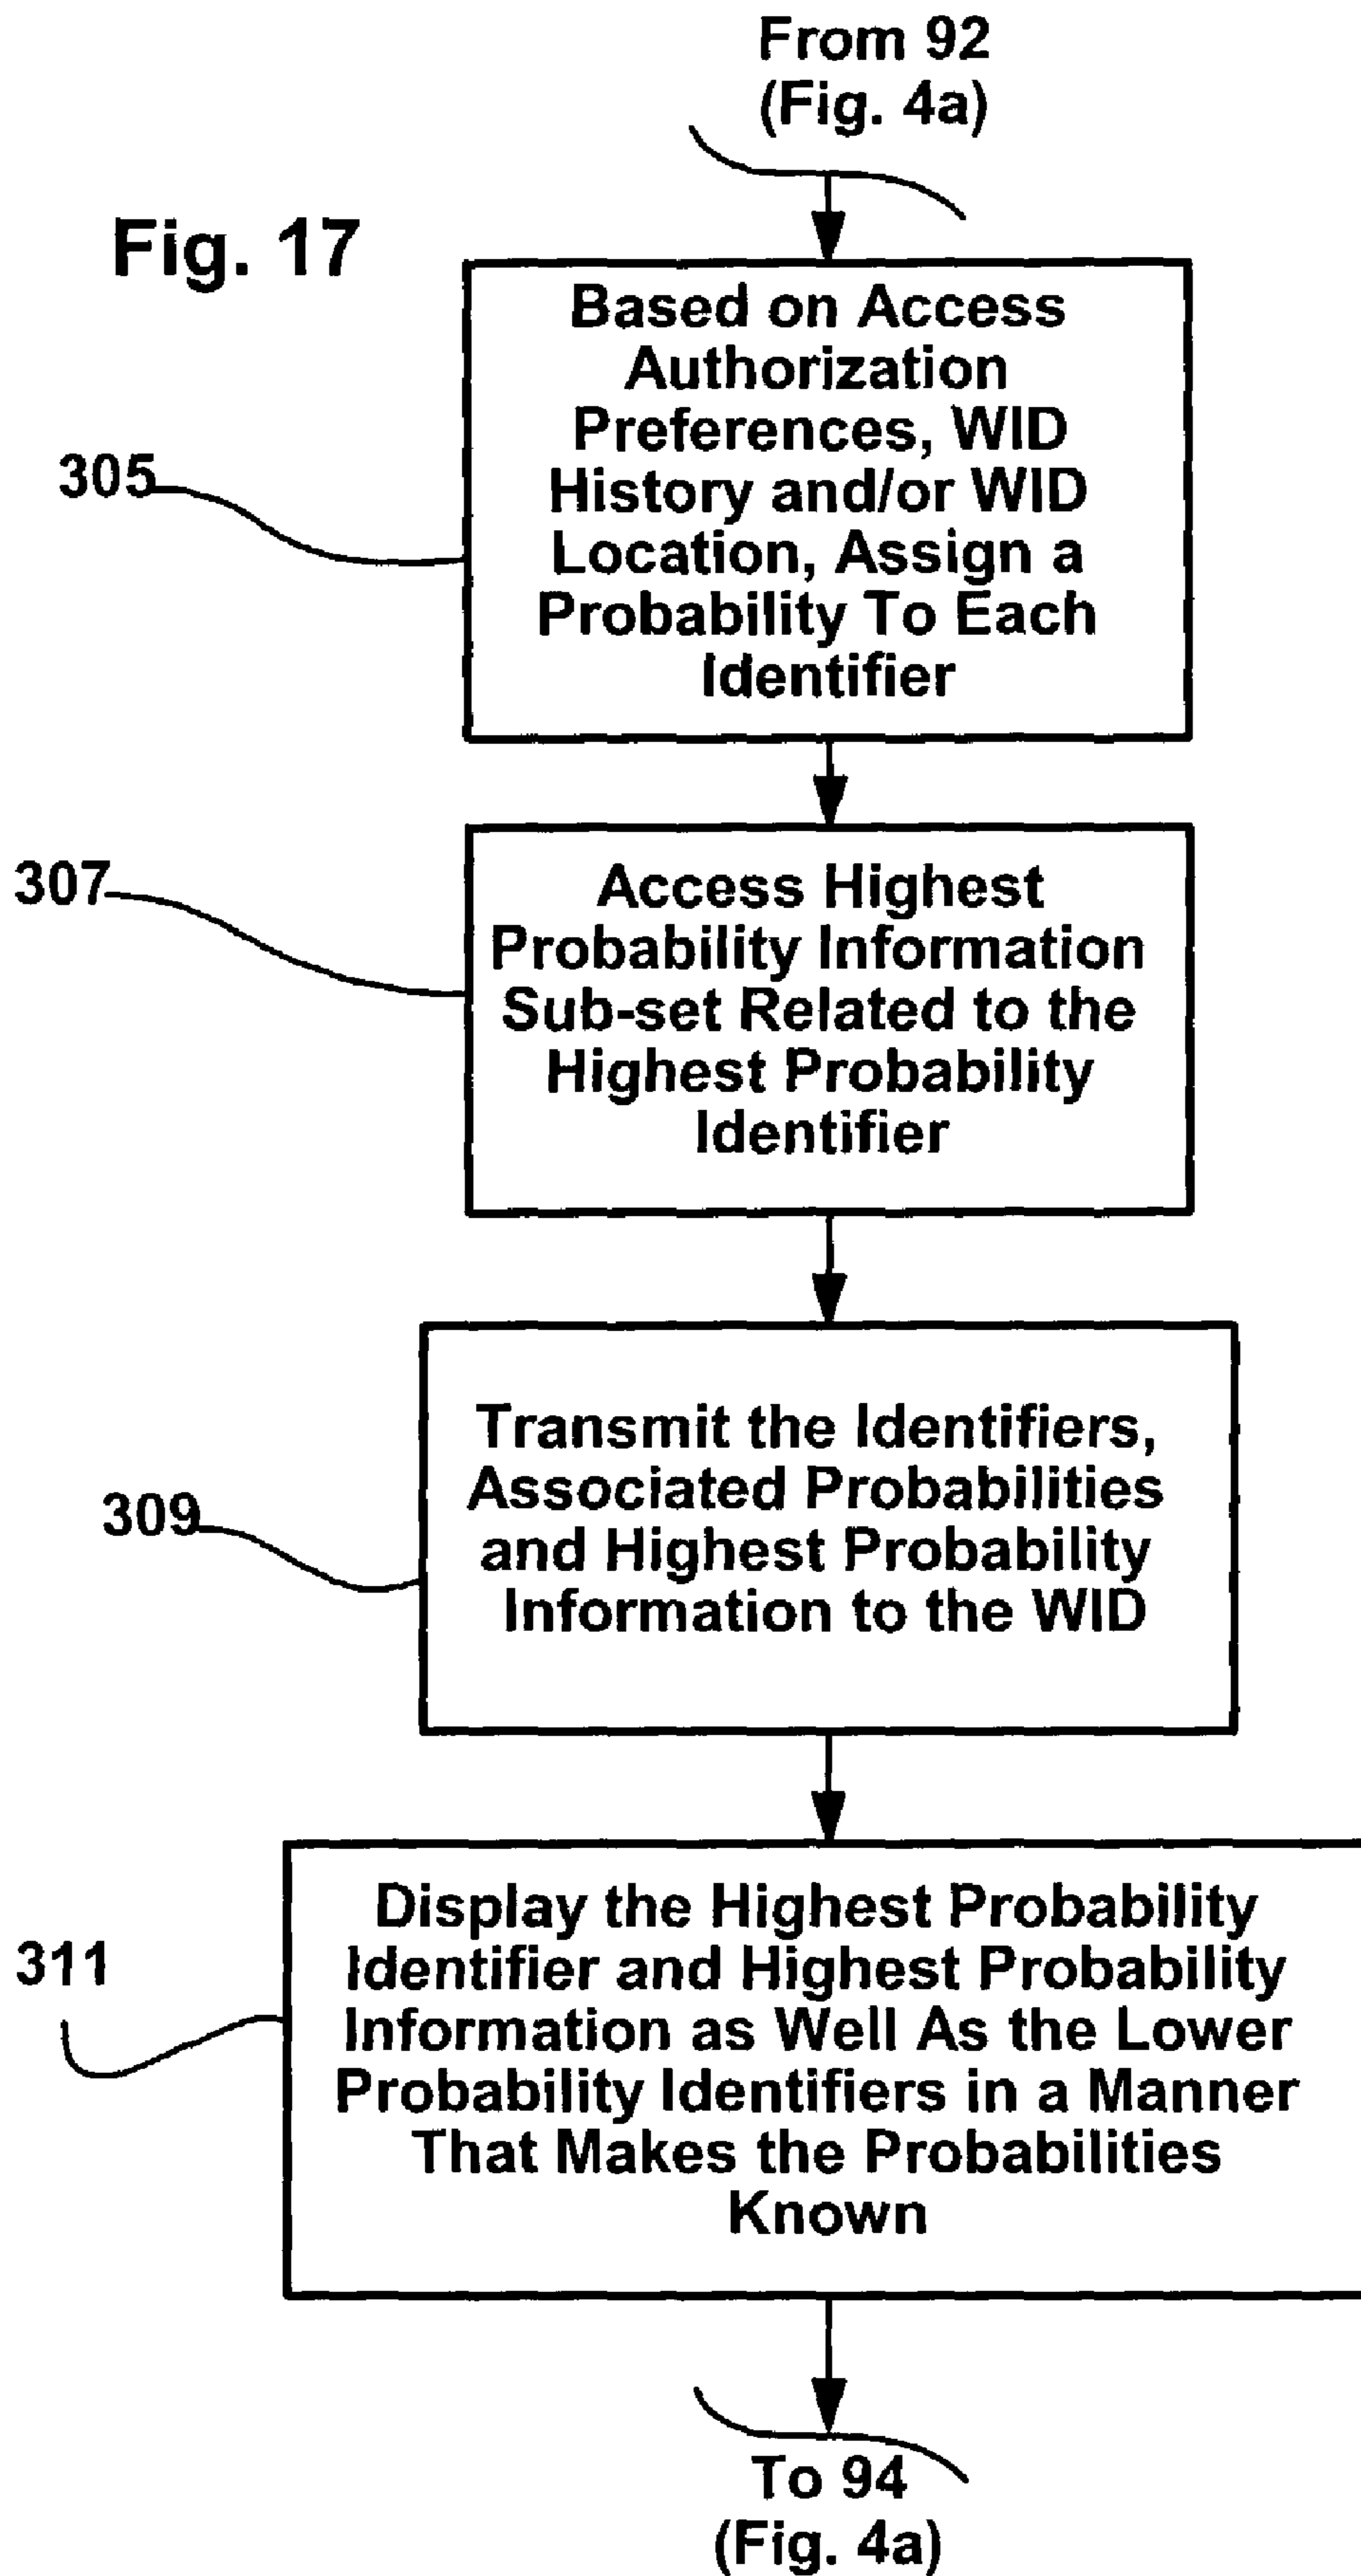 From 92
(Fig. 4a)
Fig. 17
Based on Access
Authorization
Preferences, WID
History and/or WID
Location, Assign a
Probability To Each
Identifier
305
Access Highest
Probability Information
Sub-set Related to the
Highest Probability
Identifier
307
Transmit the Identifiers,
Associated Probabilities
and Highest Probability
Information to the WID
309
Display the Highest Probability
Identifier and Highest Probability
Information as Well As the Lower
Probability Identifiers in a Manner
That Makes the Probabilities
Known
311
To 94
(Fig. 4a)